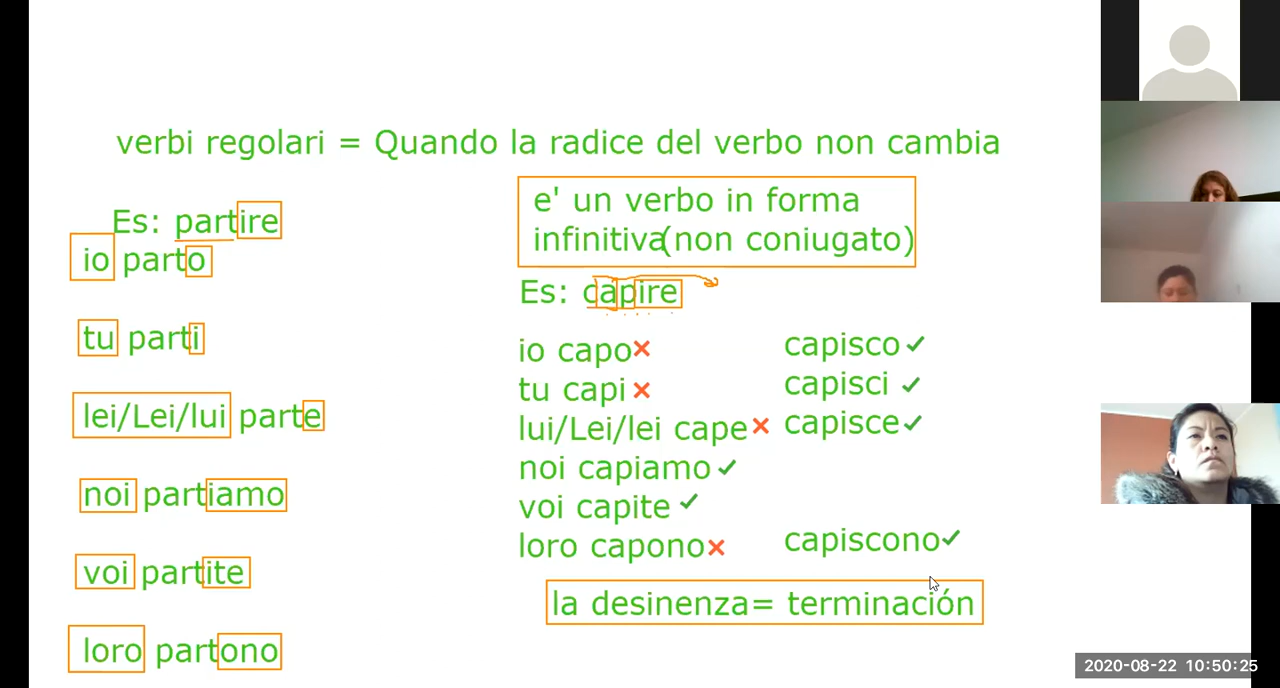 verbi regolari = Quando la radice del verbo non cambia
Es: partire
io parto
tu parti
lei/Lei/lui parte
noi partiamo
voi partite
loro partono
e' un verbo in forma
infinitiva(non coniugato)
Es: capire
io capo× capisco✓
tu capi× capisci ✓
lui/Lei/lei cape× capisce✓
noi capiamo✓
voi capite ✓
loro capono× capiscono✓
la desinenza= terminación
2020-08-22 10:50:25